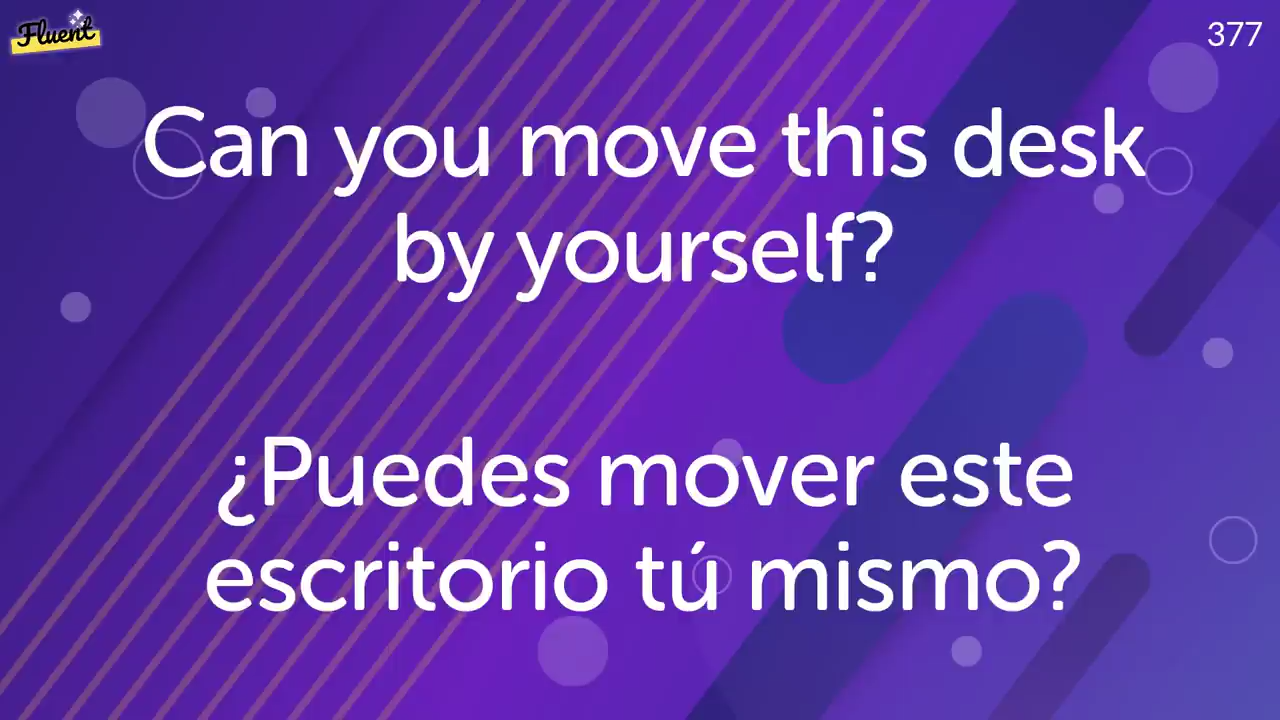 Fluent
377
Can you move this desk
by yourself?
¿Puedes mover este
escritorio tú mismo?